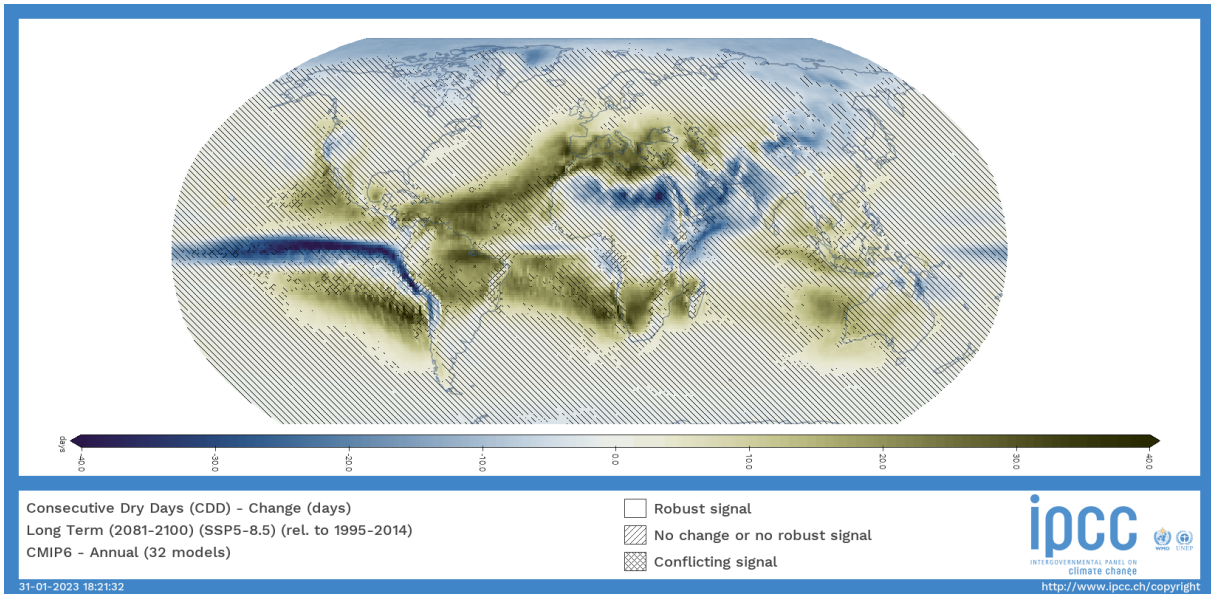 days
-40.0
-30.0
-20.0
-10.0
0.0
10.0
20.0
30.0
40.0
Consecutive Dry Days (CDD) - Change (days)
Long Term (2081-2100) (SSP5-8.5) (rel. to 1995-2014)
CMIP6 - Annual (32 models)
Robust signal
No change or no robust signal
Conflicting signal
ipcc
INTERGOVERNMENTAL PANEL ON
climate change
WMO
UNEP
31-01-2023 18:21:32
http://www.ipcc.ch/copyright